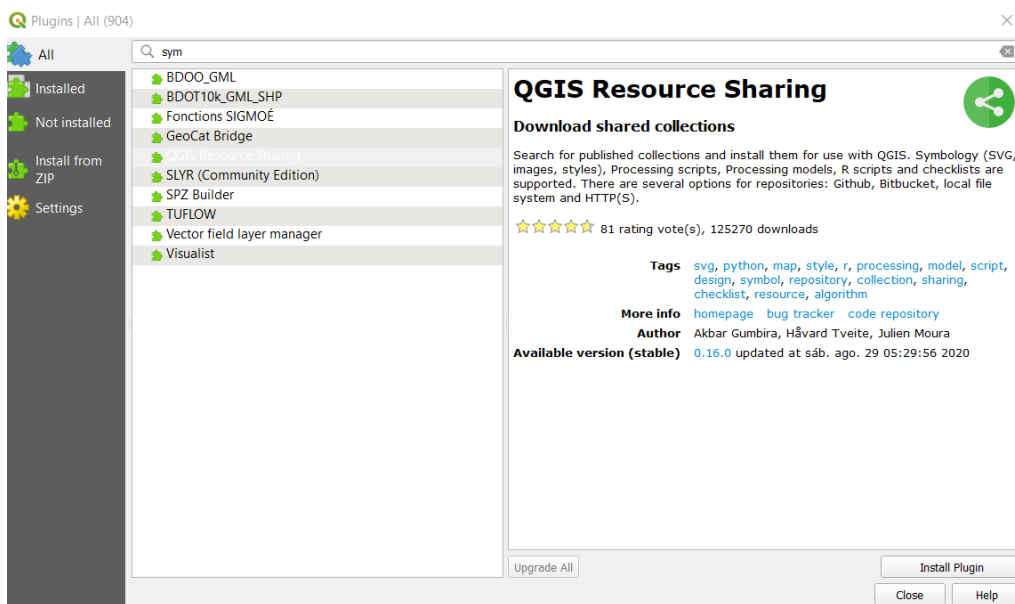 Plugins | All (904)
All
Installed
Not installed
Install from
ZIP
Settings
sym
BDOO_GML
BDOT10k_GML_SHP
Fonctions SIGMOÉ
GeoCat Bridge
QGIS Resource Sharing
SLYR (Community Edition)
SPZ Builder
TUFLOW
Vector field layer manager
Visualist
QGIS Resource Sharing
Download shared collections
Search for published collections and install them for use with QGIS. Symbology (SVG,
images, styles), Processing scripts, Processing models, R scripts and checklists are
supported. There are several options for repositories: Github, Bitbucket, local file
system and HTTP(S).
81 rating vote(s), 125270 downloads
Tags svg, python, map, style, r, processing, model, script,
design, symbol, repository, collection, sharing,
checklist, resource, algorithm
More info homepage bug tracker code repository
Author Akbar Gumbira, Håvard Tveite, Julien Moura
Available version (stable) 0.16.0 updated at sáb. ago. 29 05:29:56 2020
Upgrade All
Install Plugin
Close
Help